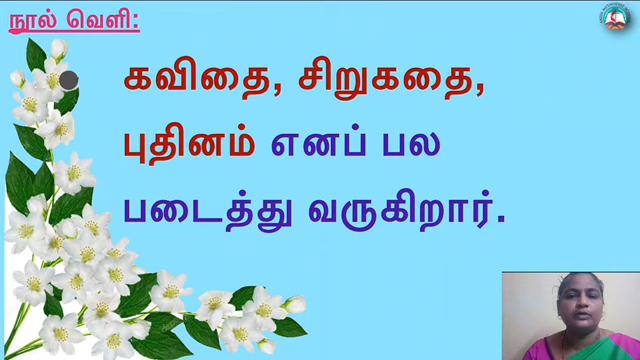 நூல் வெளி:
கவிதை, சிறுகதை,
புதினம் எனப் பல
படைத்து வருகிறார்.